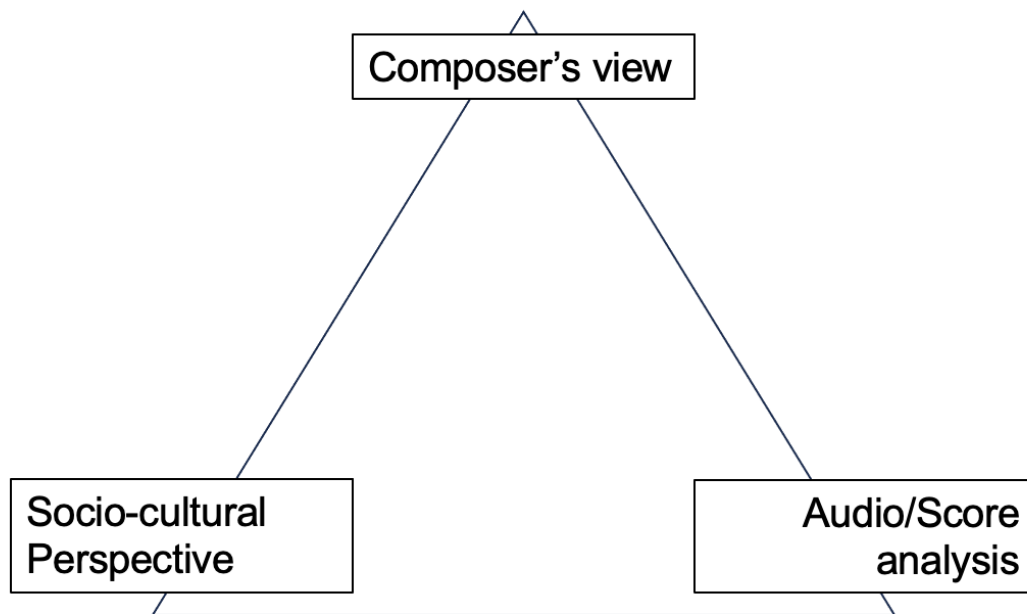 Composer’s view
Socio-cultural
Perspective
Audio/Score
analysis